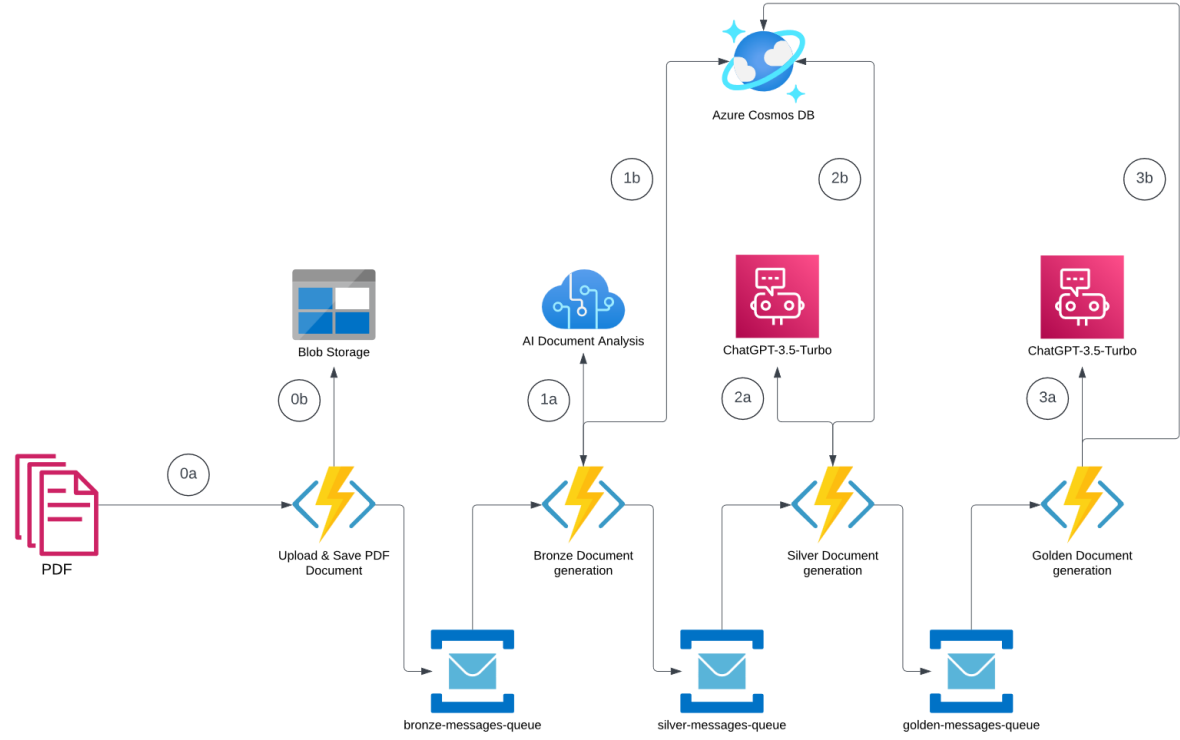 Azure Cosmos DB
1b
2b
3b
Blob Storage
AI Document Analysis
ChatGPT-3.5-Turbo
ChatGPT-3.5-Turbo
0b
1a
2a
3a
0a
PDF
Upload & Save PDF
Document
Bronze Document
generation
Silver Document
generation
Golden Document
generation
bronze-messages-queue
silver-messages-queue
golden-messages-queue